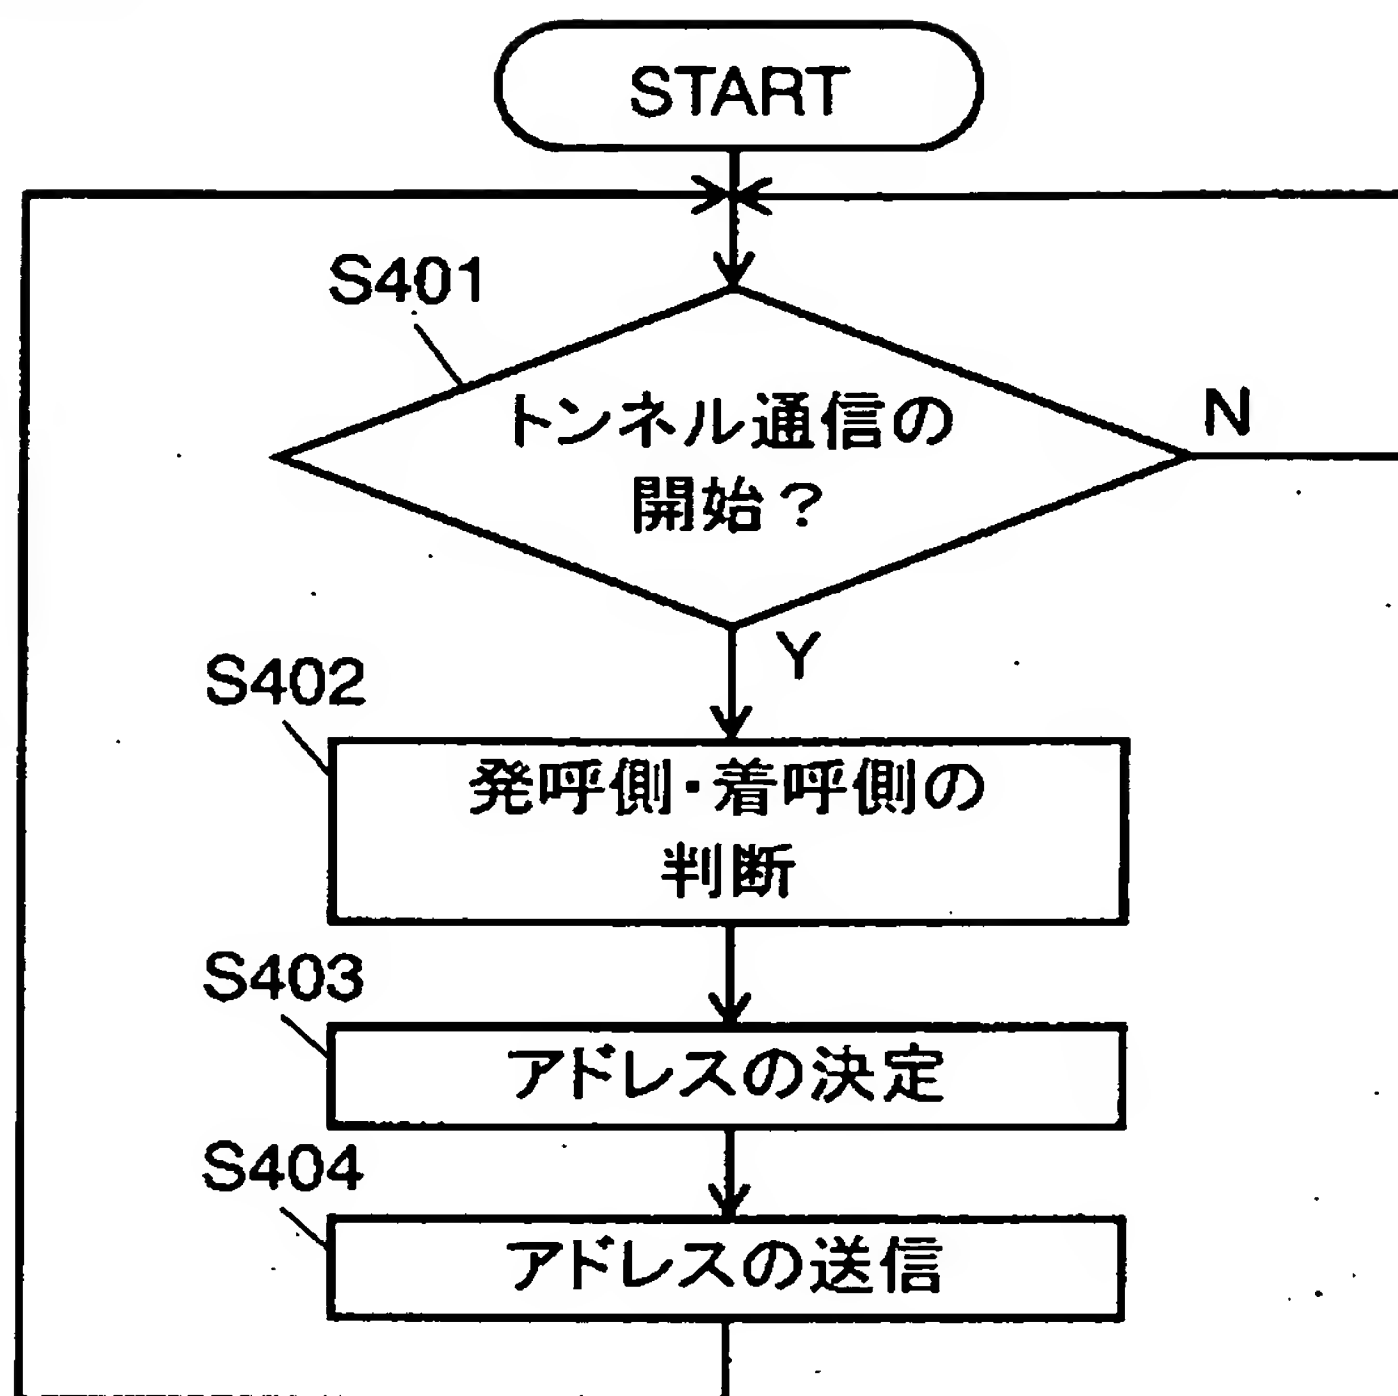 START
S401
トンネル通信の
開始？
N
Y
S402
発呼側・着呼側の
判断
S403
アドレスの決定
S404
アドレスの送信